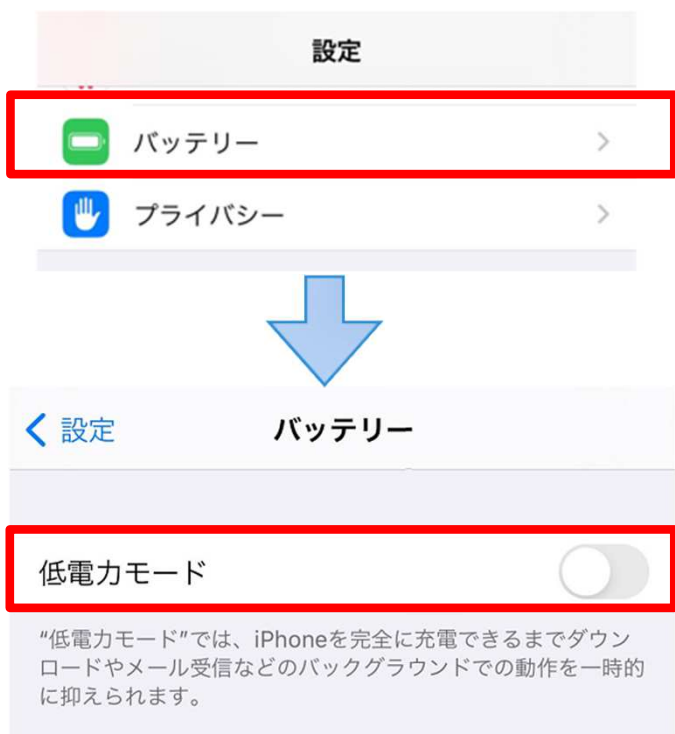 設定
バッテリー
プライバシー
設定
バッテリー
低電力モード
“低電力モード”では、iPhoneを完全に充電できるまでダウン
ロードやメール受信などのバックグラウンドでの動作を一時的
に抑えられます。